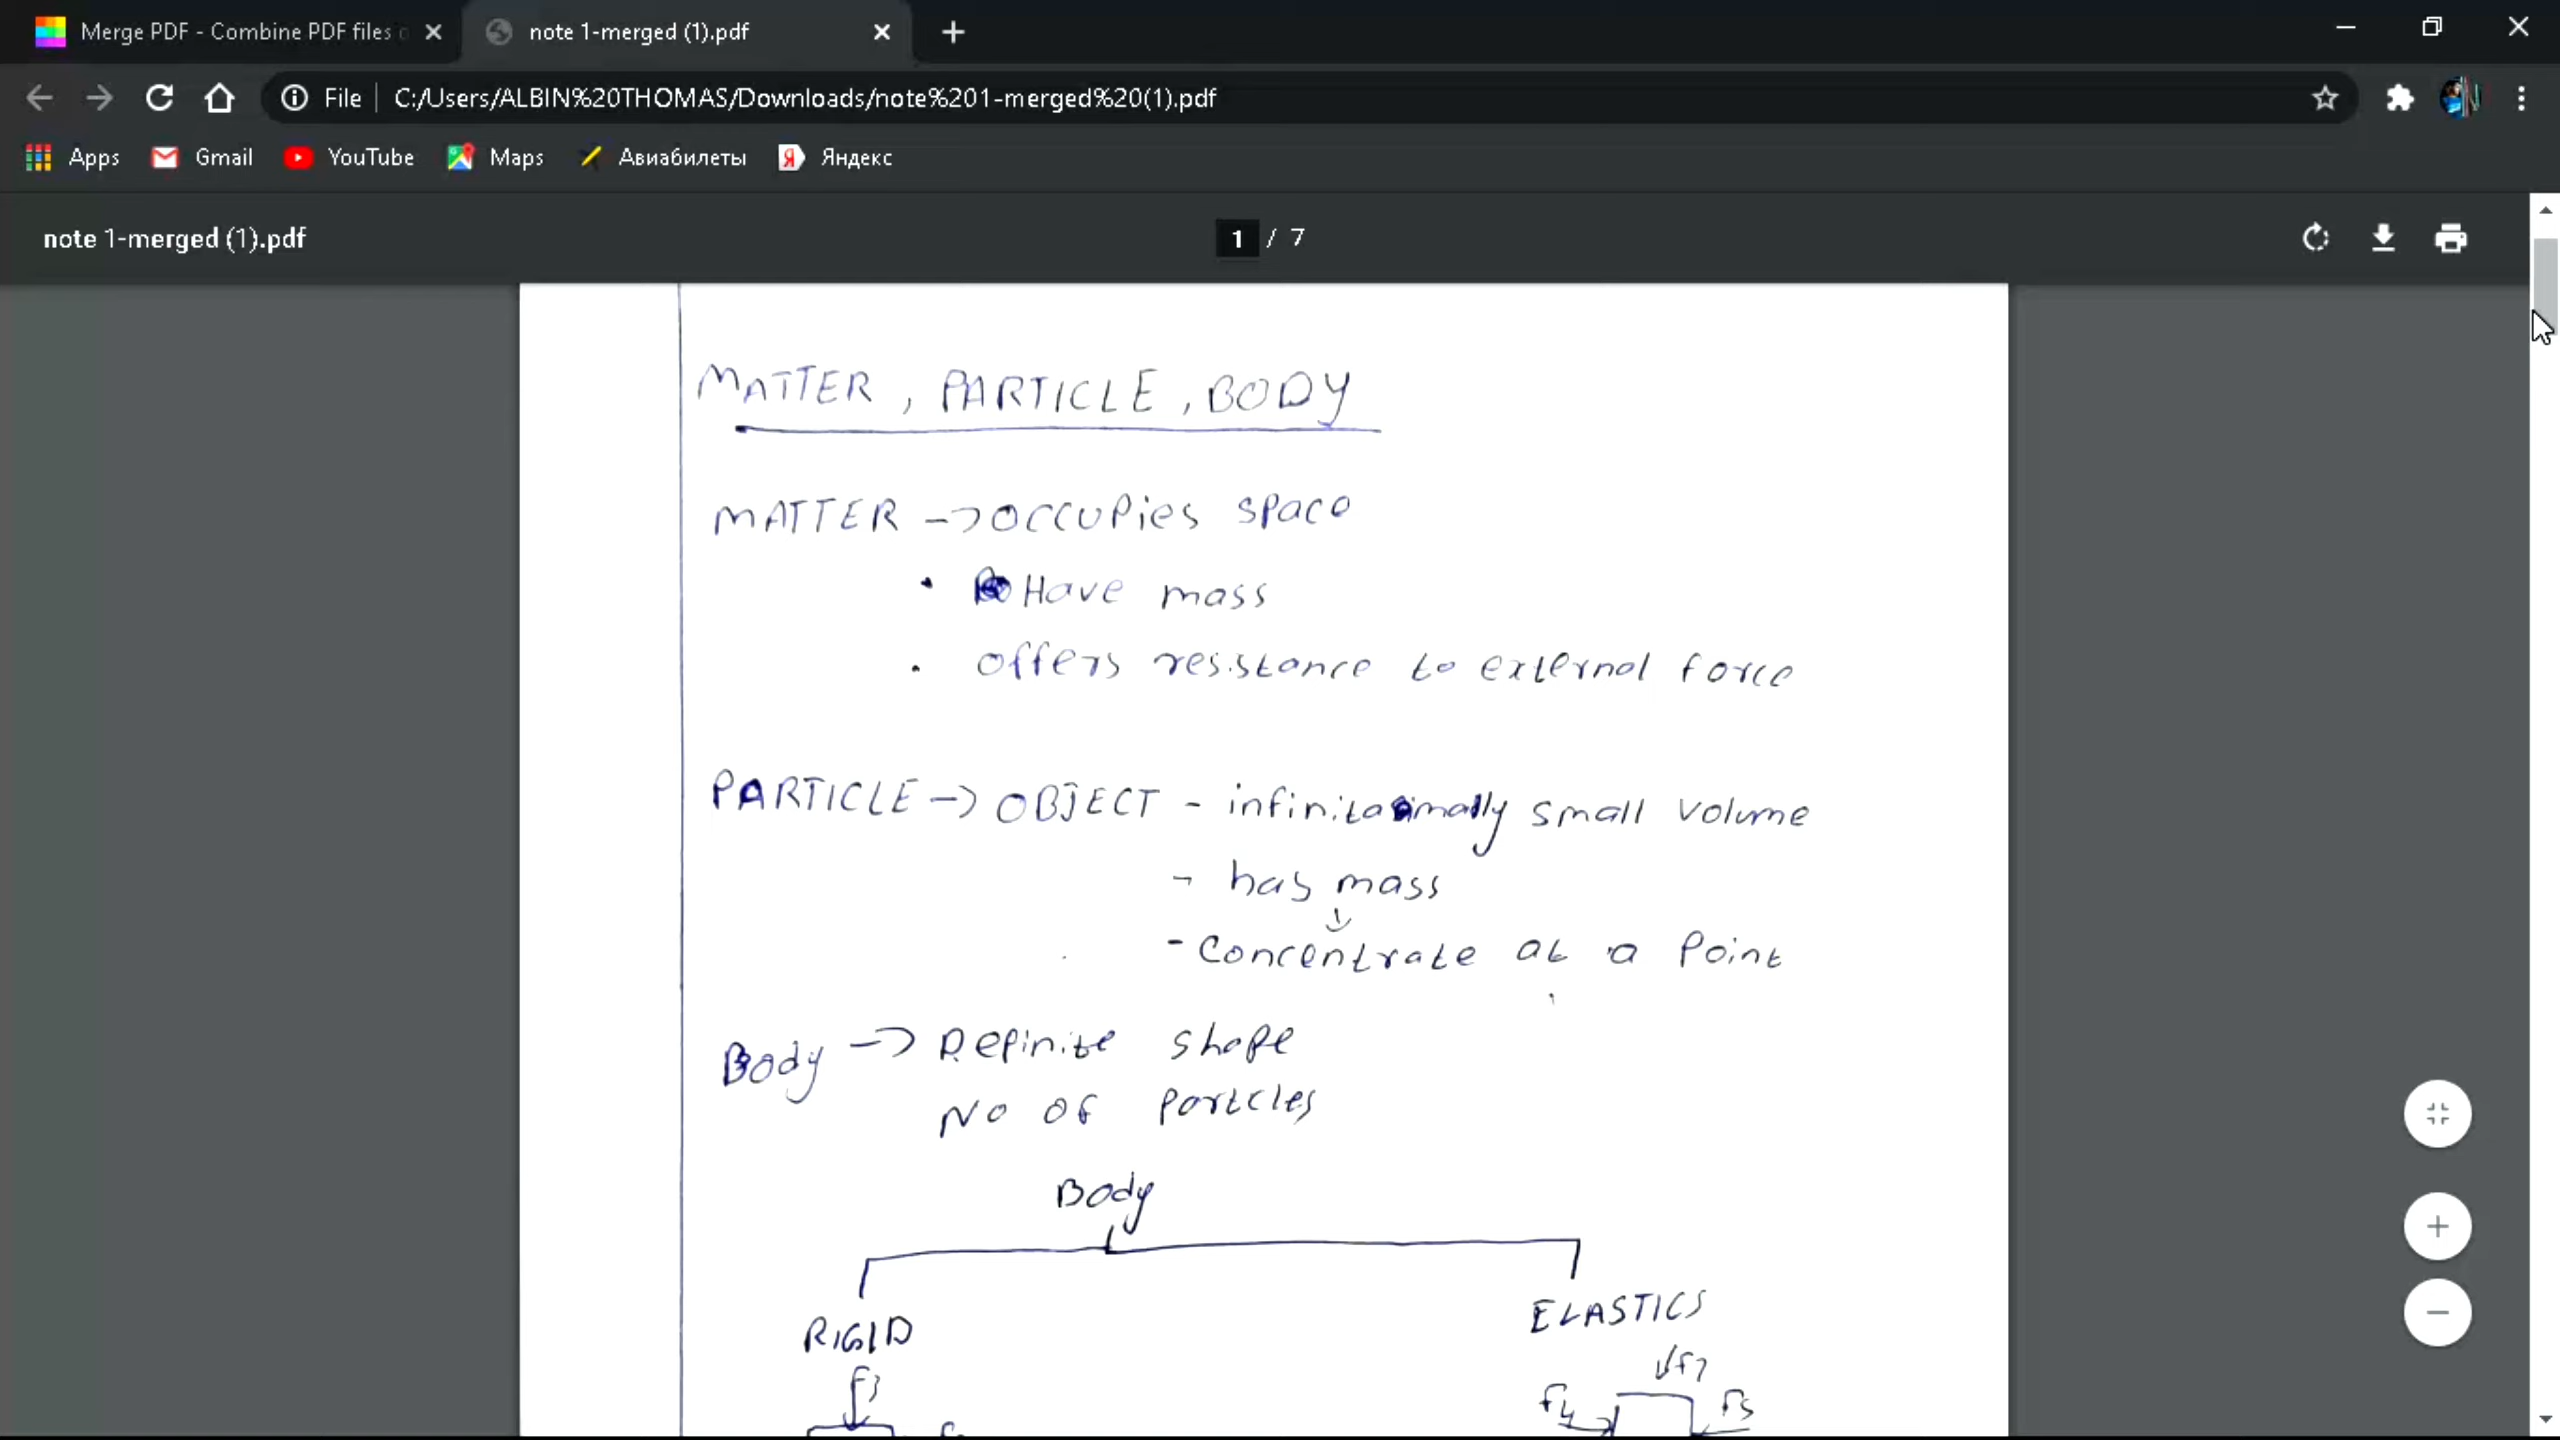 Merge PDF - Combine PDF files o
note 1-merged (1).pdf
File
C:/Users/ALBIN%20THOMAS/Downloads/note%201-merged%20(1).pdf
Apps
Gmail
YouTube
Maps
Авиабилеты
Яндекс
note 1-merged (1).pdf
1 / 7
MATTER, PARTICLE, BODY
MATTER -> OCCUPies space
• Have mass
. offers resistance to external force
PARTICLE -> OBJECT - small volume
- has mass
- Concentrate at a Point
Body -> Definite shape
NO OF Partcles
Body
RIGID ELASTICS